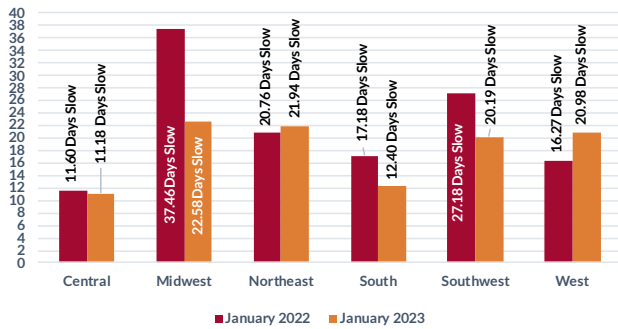 40
38
36
34
32
30
28
26
24
22
20
18
16
14
12
10
8
6
4
2
0
11.60 Days Slow
11.18 Days Slow
37.46 Days Slow
22.58 Days Slow
20.76 Days Slow
21.94 Days Slow
17.18 Days Slow
12.40 Days Slow
27.18 Days Slow
20.19 Days Slow
16.27 Days Slow
20.98 Days Slow
Central
Midwest
Northeast
South
Southwest
West
January 2022
January 2023